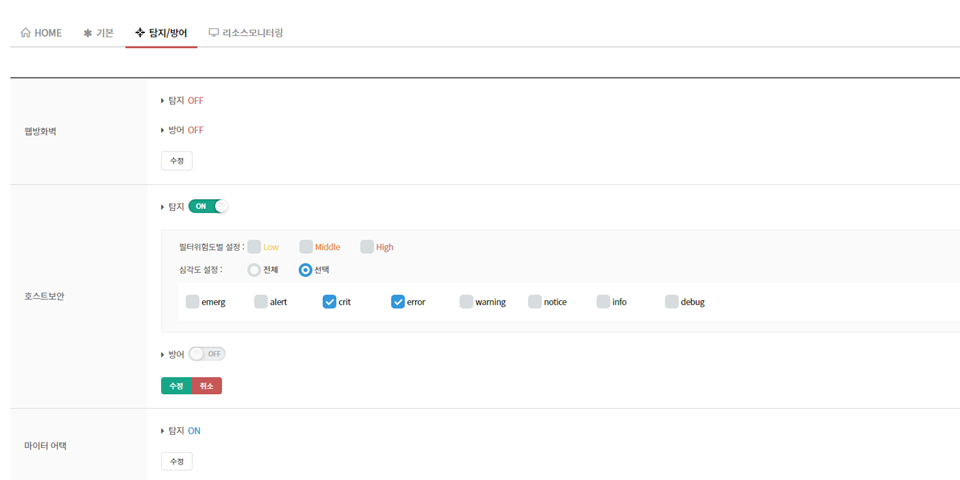 HOME 기본 탐지/방어 리소스모니터링
탐지 OFF
웹방화벽
방어 OFF
수정
탐지 ON
필터위험도별 설정 : Low Middle High
심각도 설정 : 전체 선택
호스트보안
emerg alert crit error warning notice info debug
방어 OFF
수정 취소
탐지 ON
마이터 어택
수정